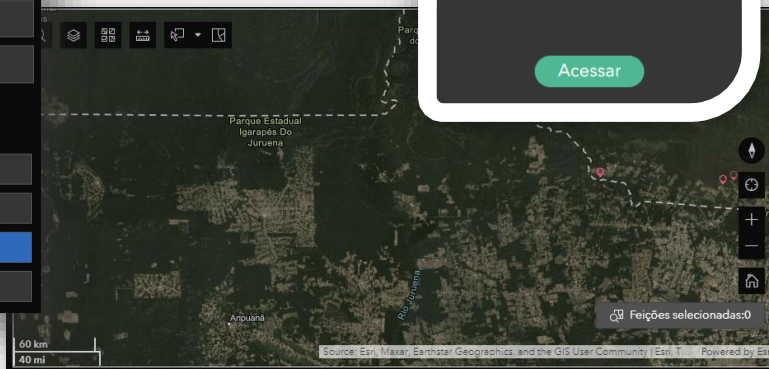 Parq
do
Acessar
Parque Estadual
Igarapés Do
Juruena
Rio Juruena
Aripuanã
Feições selecionadas:0
60 km
40 mi
Source: Esri, Maxar, Earthstar Geographics, and the GIS User Community | Esri, T...
Powered by Esri